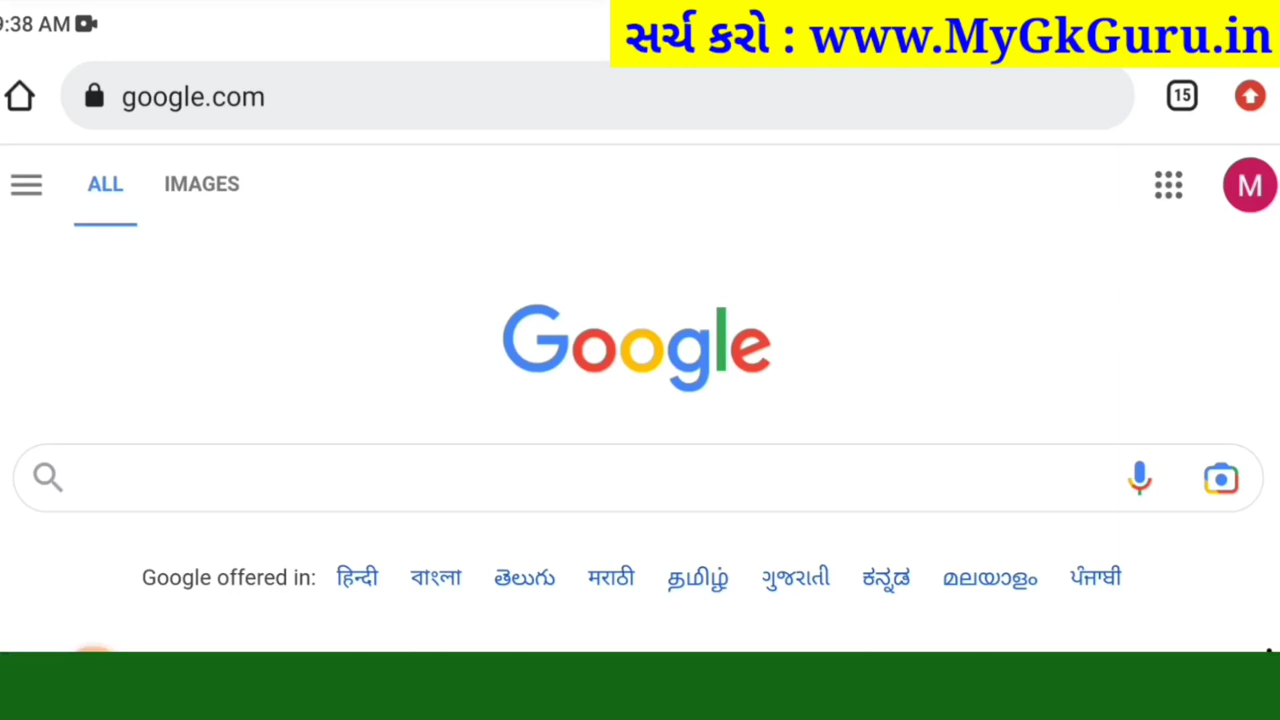 9:38 AM
સર્ચ કરો : www.MyGkGuru.in
google.com
15
ALL IMAGES
M
Google
Google offered in: हिन्दी বাংলা తెలుగు मराठी தமிழ் ગુજરાતી ಕನ್ನಡ മലയാളം ਪੰਜਾਬੀ